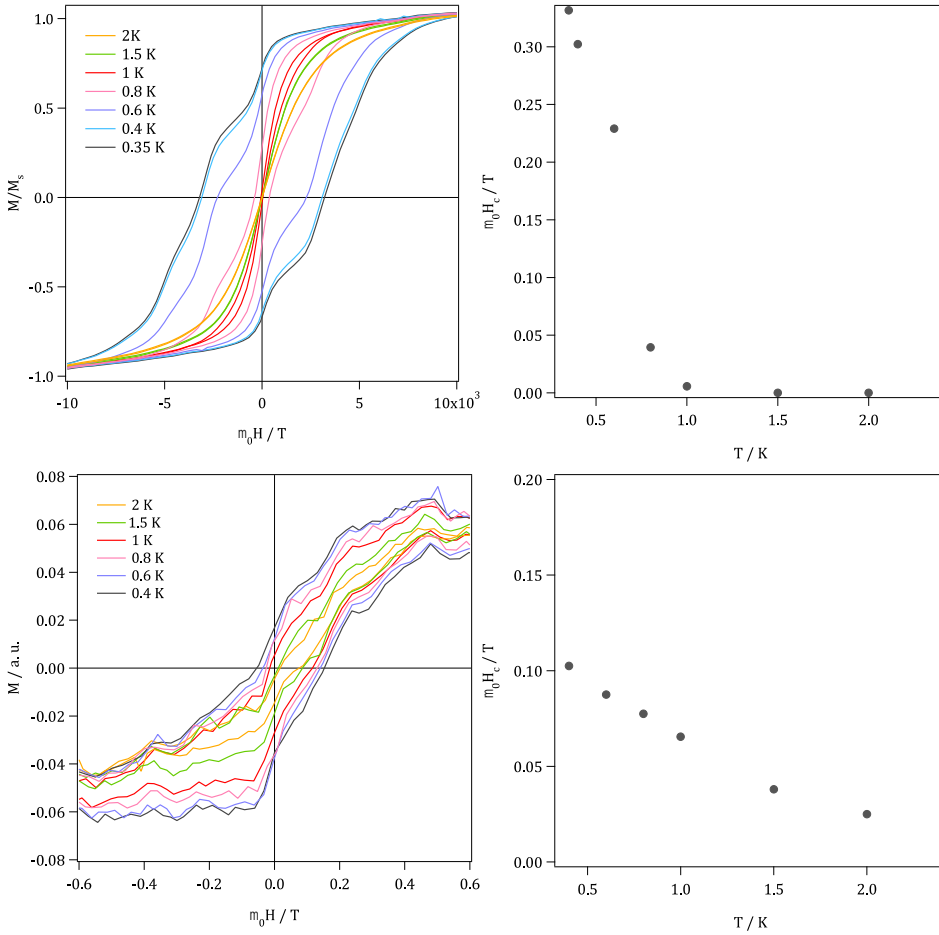 1.0
0.5
0.0
-0.5
-1.0
M/Ms
2K
1.5 K
1 K
0.8 K
0.6 K
0.4 K
0.35 K
-10
-5
0
5
10x10³
m₀H / T
0.30
0.25
0.20
0.15
0.10
0.05
0.00
m₀Hc / T
0.5
1.0
1.5
2.0
T / K
0.08
0.06
0.04
0.02
0.00
-0.02
-0.04
-0.06
-0.08
M / a. u.
2 K
1.5 K
1 K
0.8 K
0.6 K
0.4 K
-0.6
-0.4
-0.2
0.0
0.2
0.4
0.6
m₀H / T
0.20
0.15
0.10
0.05
0.00
m₀Hc / T
0.5
1.0
1.5
2.0
T / K